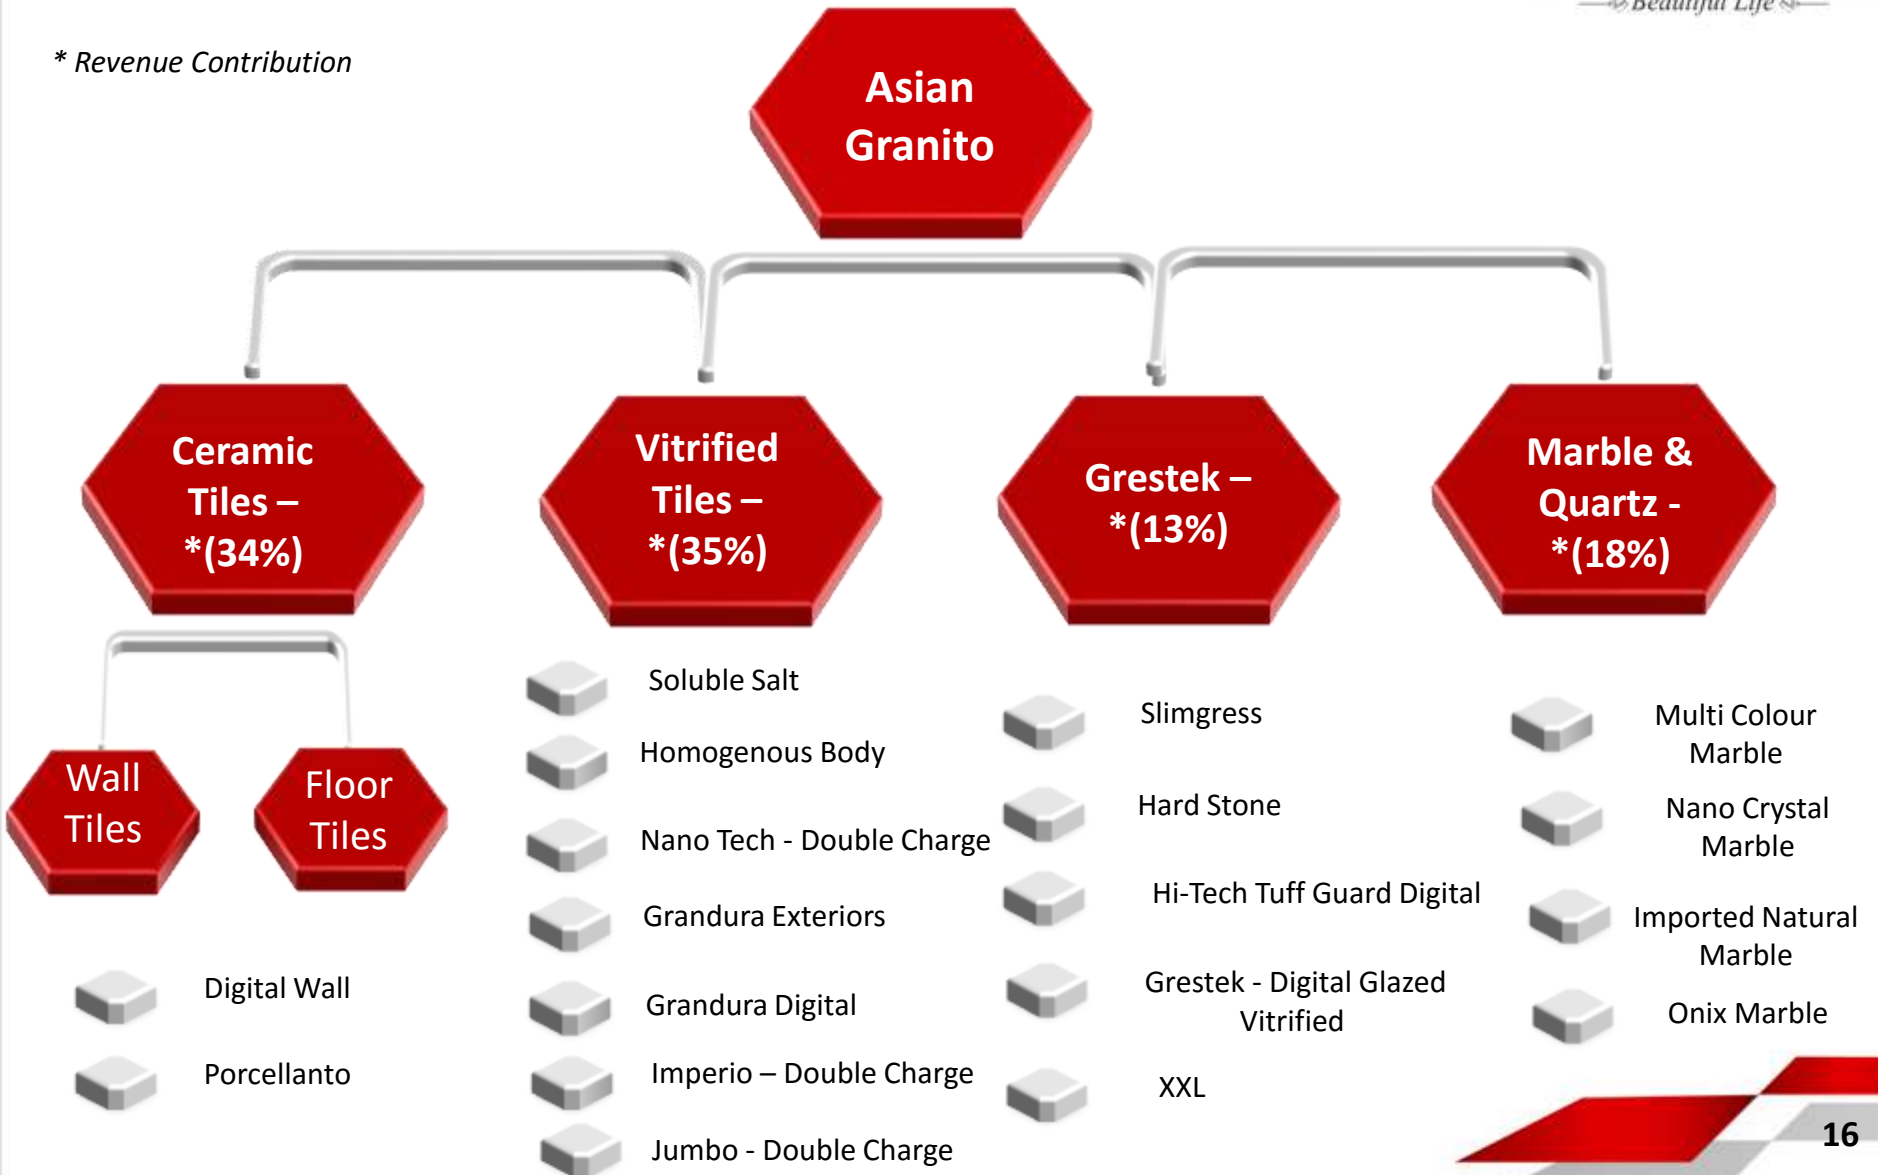 Beautiful Life
* Revenue Contribution
Asian
Granito
Ceramic
Tiles –
*(34%)
Vitrified
Tiles –
*(35%)
Grestek –
*(13%)
Marble &
Quartz -
*(18%)
Wall
Tiles
Floor
Tiles
Digital Wall
Porcellanto
Soluble Salt
Homogenous Body
Nano Tech - Double Charge
Grandura Exteriors
Grandura Digital
Imperio – Double Charge
Jumbo - Double Charge
Slimgress
Hard Stone
Hi-Tech Tuff Guard Digital
Grestek - Digital Glazed
Vitrified
XXL
Multi Colour
Marble
Nano Crystal
Marble
Imported Natural
Marble
Onix Marble
16